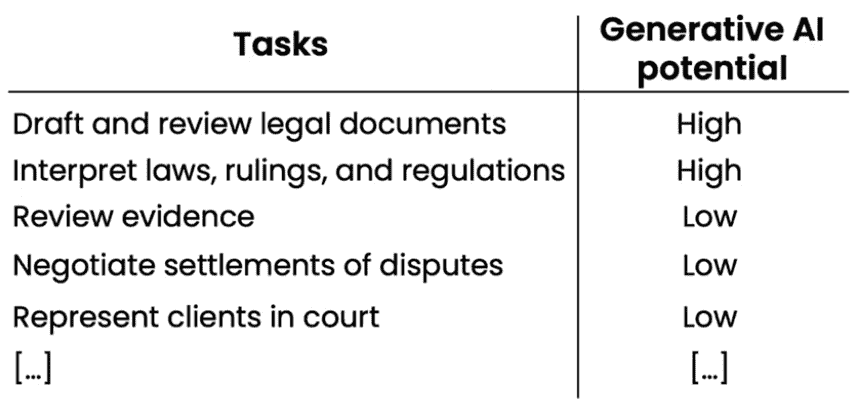 Tasks
Generative AI
potential
Draft and review legal documents
High
Interpret laws, rulings, and regulations
High
Review evidence
Low
Negotiate settlements of disputes
Low
Represent clients in court
Low
[...]
[...]